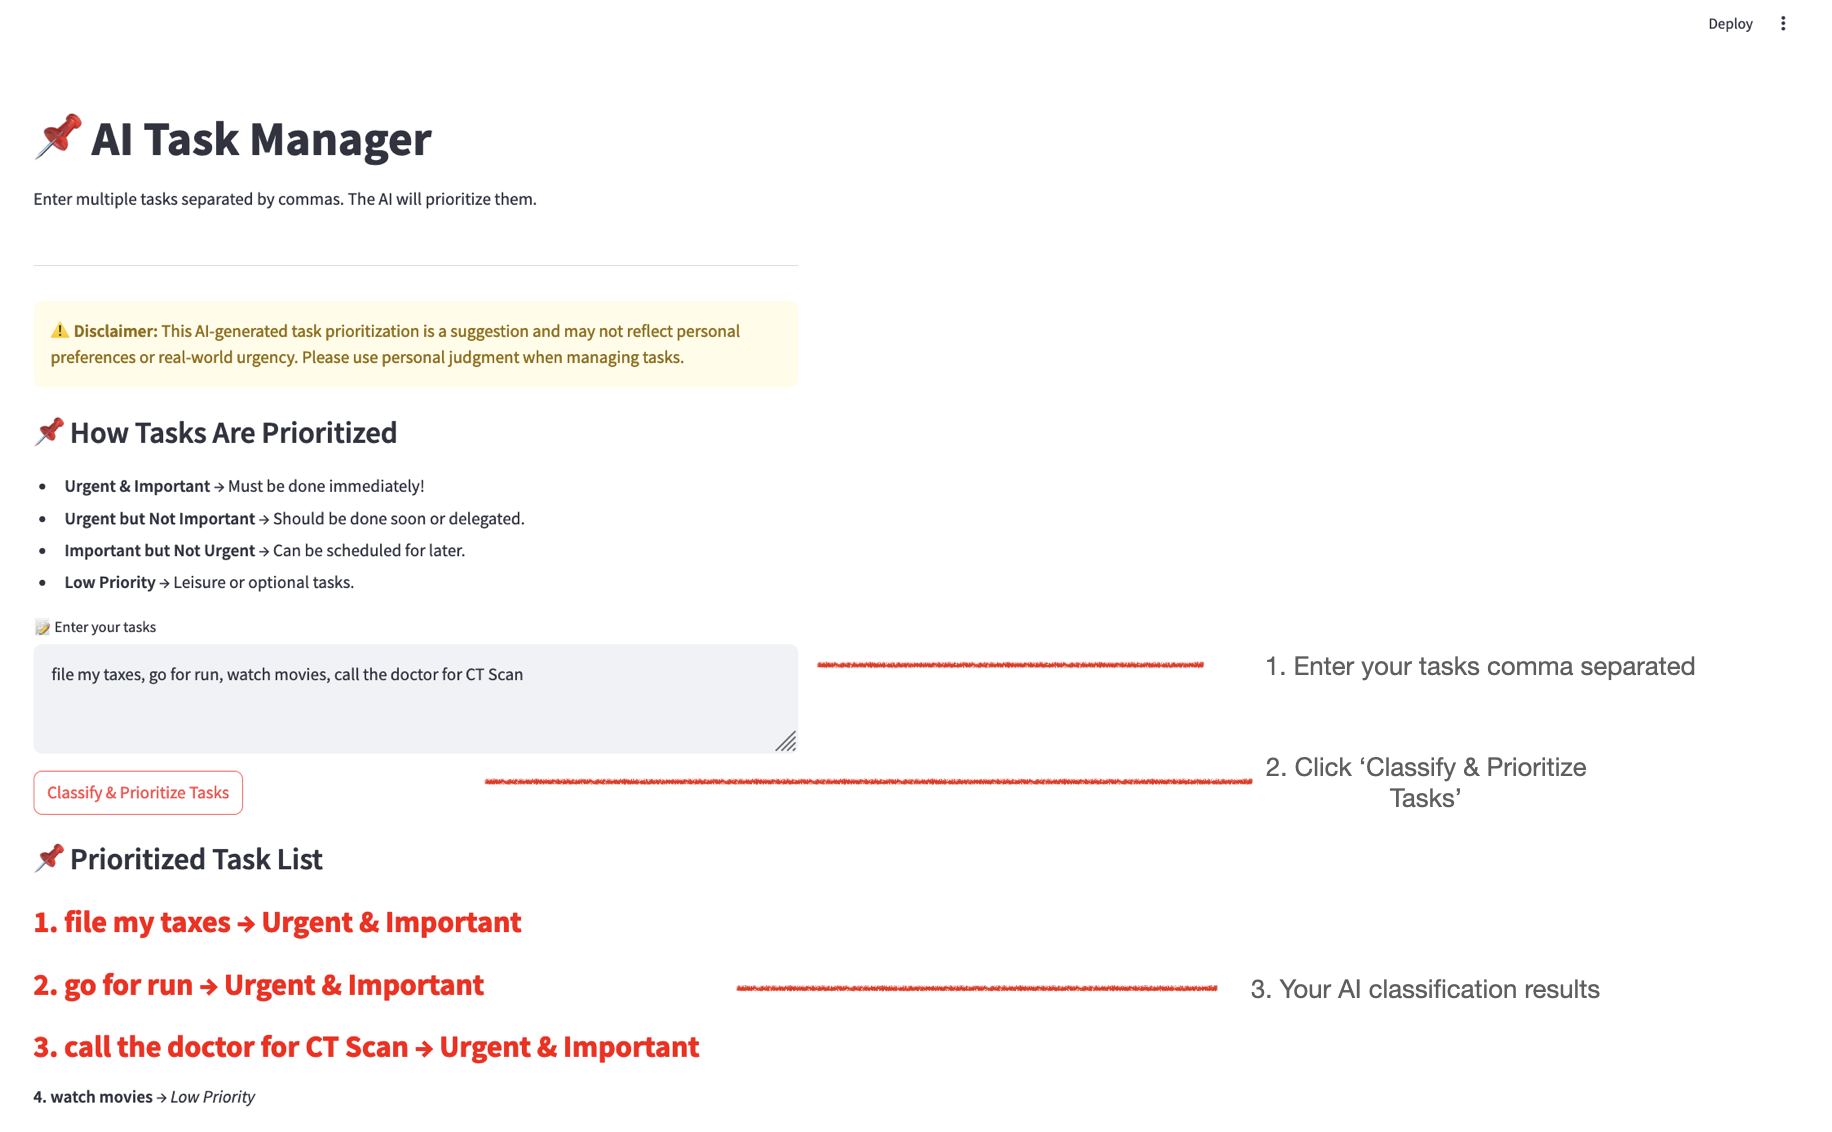 Deploy
AI Task Manager
Enter multiple tasks separated by commas. The AI will prioritize them.
Disclaimer: This AI-generated task prioritization is a suggestion and may not reflect personal
preferences or real-world urgency. Please use personal judgment when managing tasks.
How Tasks Are Prioritized
• Urgent & Important → Must be done immediately!
• Urgent but Not Important → Should be done soon or delegated.
• Important but Not Urgent → Can be scheduled for later.
• Low Priority → Leisure or optional tasks.
Enter your tasks
file my taxes, go for run, watch movies, call the doctor for CT Scan
1. Enter your tasks comma separated
Classify & Prioritize Tasks
2. Click ‘Classify & Prioritize
Tasks’
Prioritized Task List
1. file my taxes → Urgent & Important
2. go for run → Urgent & Important
3. Your AI classification results
3. call the doctor for CT Scan → Urgent & Important
4. watch movies → Low Priority